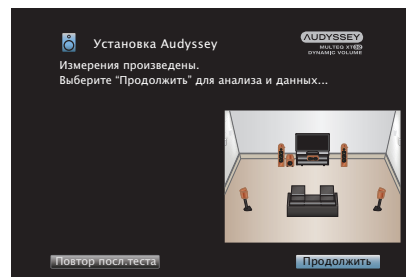 Установка Audyssey
AUDYSSEY
MULTEQ XT32
DYNAMIC VOLUME
Измерения произведены.
Выберите “Продолжить” для анализа и данных...
Повтор посл.теста
Продолжить